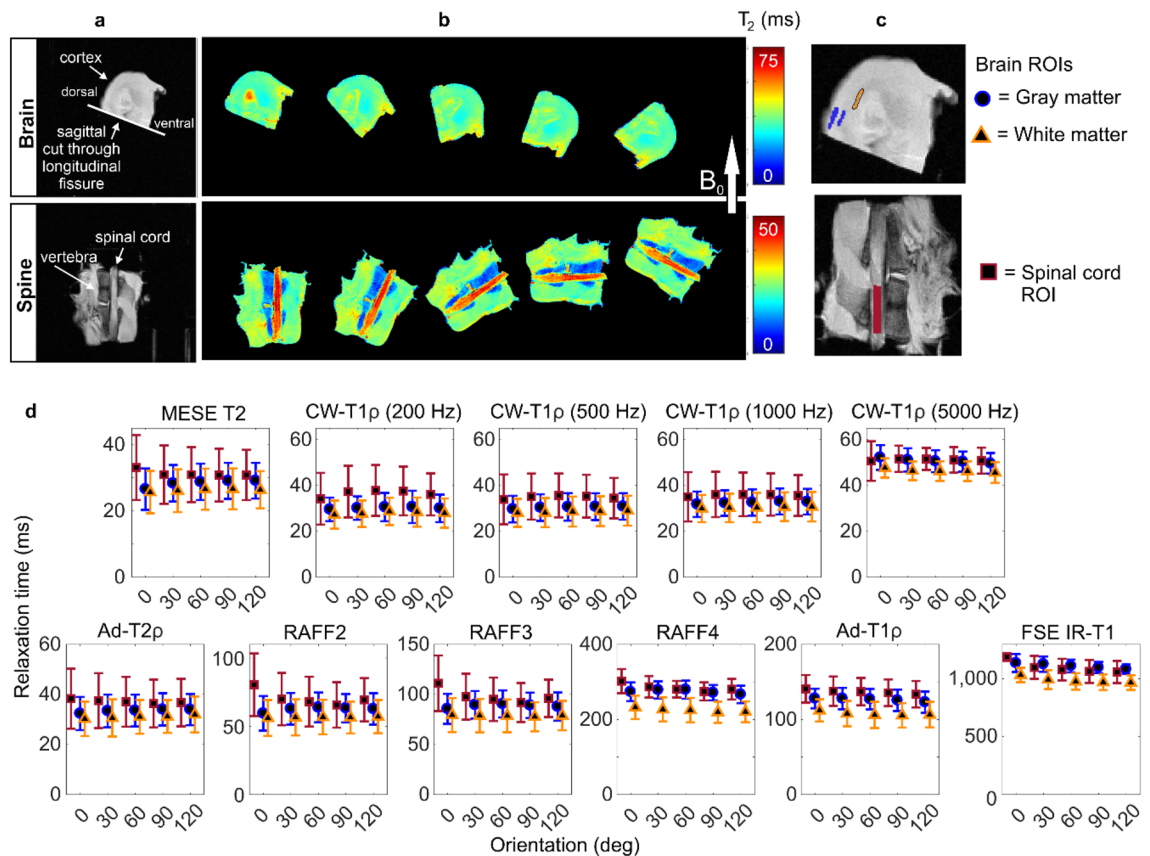 a
b
T2 (ms)
c
Brain
cortex
dorsal
ventral
sagittal
cut through
longitudinal
fissure
75
0
B0
Brain ROIs
= Gray matter
= White matter
Spine
spinal cord
vertebra
50
0
= Spinal cord
ROI
d
MESE T2
CW-T1ρ (200 Hz)
CW-T1ρ (500 Hz)
CW-T1ρ (1000 Hz)
CW-T1ρ (5000 Hz)
40
20
0
60
40
20
0
60
40
20
0
60
40
20
0
60
40
20
0
0 30 60 90 120
0 30 60 90 120
0 30 60 90 120
0 30 60 90 120
0 30 60 90 120
Relaxation time (ms)
Ad-T2ρ
RAFF2
RAFF3
RAFF4
Ad-T1ρ
FSE IR-T1
60
40
20
0
100
50
0
150
100
50
0
400
200
0
200
100
0
1,000
500
0
0 30 60 90 120
0 30 60 90 120
0 30 60 90 120
0 30 60 90 120
0 30 60 90 120
0 30 60 90 120
Orientation (deg)